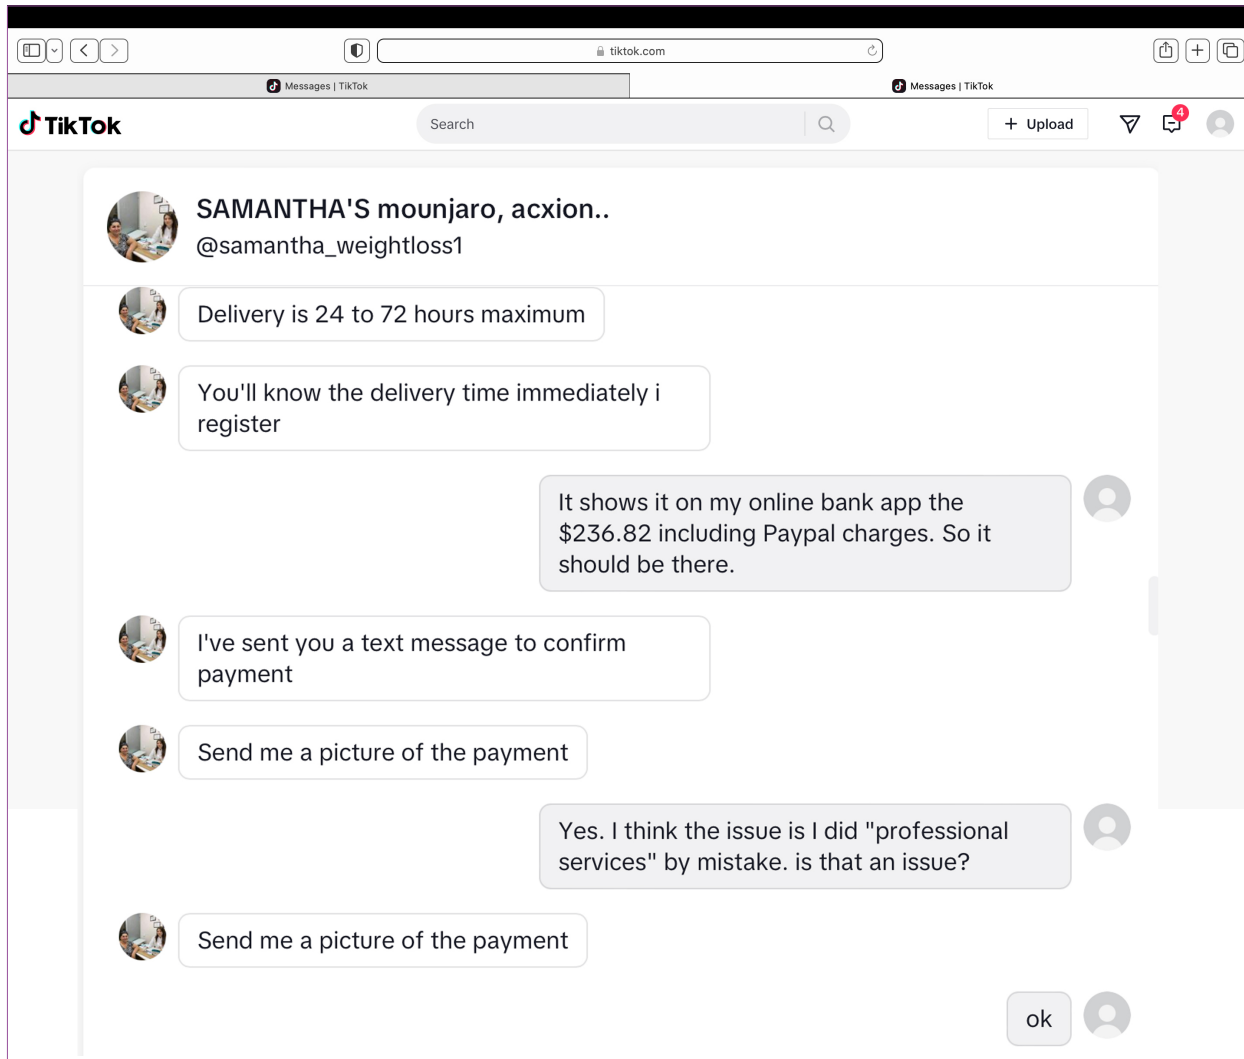 tiktok.com
Messages | TikTok
Messages | TikTok
TikTok
Search
+ Upload
4
SAMANTHA'S mounjaro, acxion..
@samantha_weightloss1
Delivery is 24 to 72 hours maximum
You'll know the delivery time immediately i
register
It shows it on my online bank app the
$236.82 including Paypal charges. So it
should be there.
I've sent you a text message to confirm
payment
Send me a picture of the payment
Yes. I think the issue is I did "professional
services" by mistake. is that an issue?
Send me a picture of the payment
ok